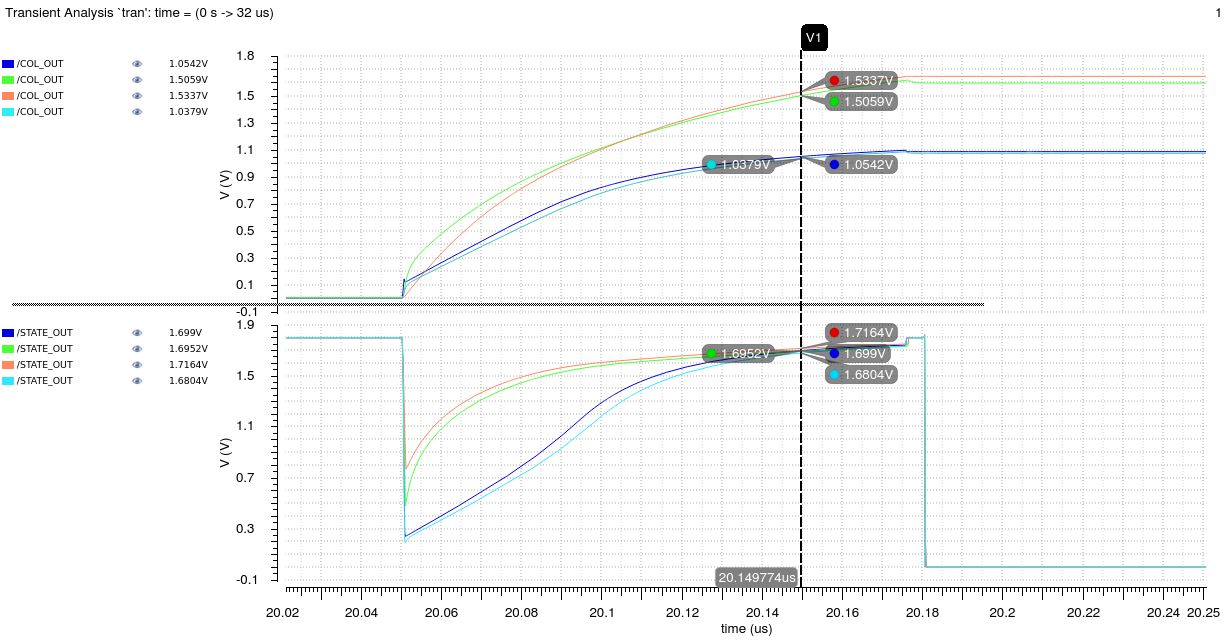 Transient Analysis `tran': time = (0 s -> 32 us)
1
V1
/COL_OUT 1.0542V
/COL_OUT 1.5059V
/COL_OUT 1.5337V
/COL_OUT 1.0379V
V (V)
1.8
1.5
1.3
1.1
0.9
0.7
0.5
0.3
0.1
-0.1
1.5337V
1.5059V
1.0379V
1.0542V
/STATE_OUT 1.699V
/STATE_OUT 1.6952V
/STATE_OUT 1.7164V
/STATE_OUT 1.6804V
V (V)
1.9
1.5
1.1
0.7
0.3
-0.1
1.7164V
1.6952V
1.699V
1.6804V
20.149774us
20.02 20.04 20.06 20.08 20.1 20.12 20.14 20.16 20.18 20.2 20.22 20.24 20.25
time (us)